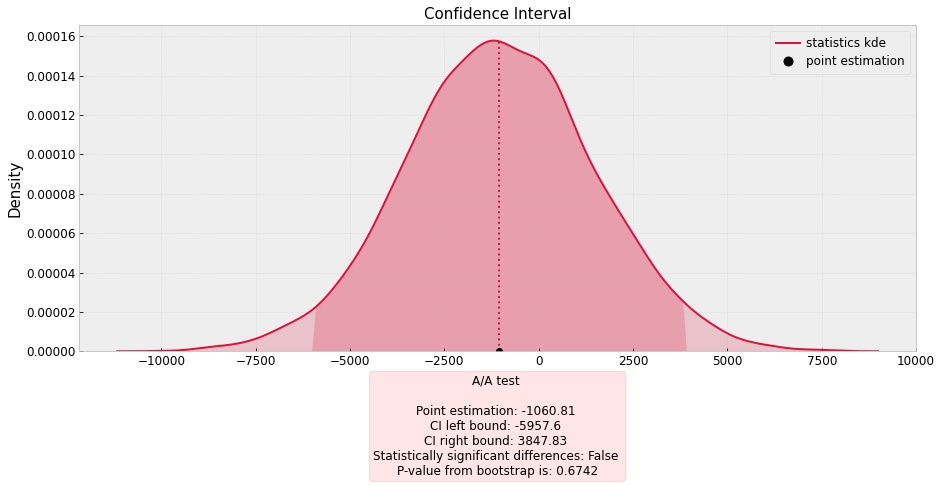 Confidence Interval
0.00016
0.00014
0.00012
0.00010
0.00008
0.00006
0.00004
0.00002
0.00000
Density
statistics kde
point estimation
−10000 −7500 −5000 −2500 0 2500 5000 7500 10000
A/A test
Point estimation: -1060.81
CI left bound: -5957.6
CI right bound: 3847.83
Statistically significant differences: False
P-value from bootstrap is: 0.6742